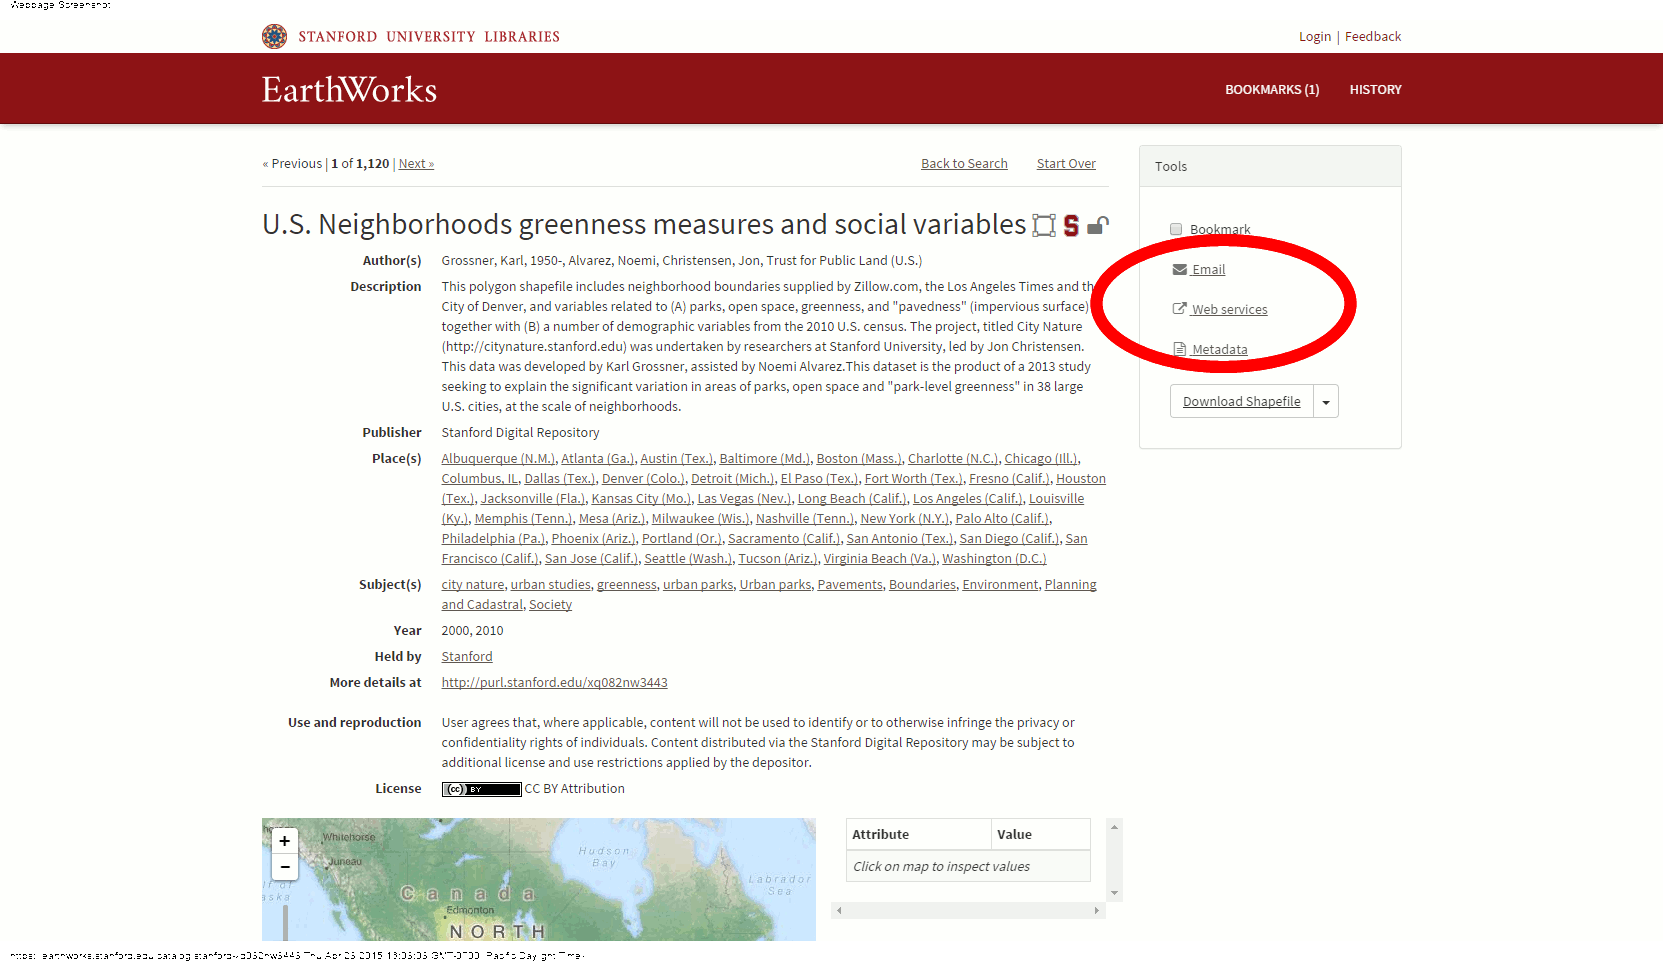 Webpage Screenshot
STANFORD UNIVERSITY LIBRARIES
Login | Feedback
EarthWorks
BOOKMARKS (1) HISTORY
« Previous | 1 of 1,120 | Next »
Back to Search Start Over
Tools
U.S. Neighborhoods greenness measures and social variables
Bookmark
Email
Web services
Metadata
Download Shapefile
Author(s) Grossner, Karl, 1950-, Alvarez, Noemi, Christensen, Jon, Trust for Public Land (U.S.)
Description This polygon shapefile includes neighborhood boundaries supplied by Zillow.com, the Los Angeles Times and th
City of Denver, and variables related to (A) parks, open space, greenness, and "pavedness" (impervious surface)
together with (B) a number of demographic variables from the 2010 U.S. census. The project, titled City Nature
(http://citynature.stanford.edu) was undertaken by researchers at Stanford University, led by Jon Christensen.
This data was developed by Karl Grossner, assisted by Noemi Alvarez.This dataset is the product of a 2013 study
seeking to explain the significant variation in areas of parks, open space and "park-level greenness" in 38 large
U.S. cities, at the scale of neighborhoods.
Publisher Stanford Digital Repository
Place(s) Albuquerque (N.M.), Atlanta (Ga.), Austin (Tex.), Baltimore (Md.), Boston (Mass.), Charlotte (N.C.), Chicago (Ill.),
Columbus, IL, Dallas (Tex.), Denver (Colo.), Detroit (Mich.), El Paso (Tex.), Fort Worth (Tex.), Fresno (Calif.), Houston
(Tex.), Jacksonville (Fla.), Kansas City (Mo.), Las Vegas (Nev.), Long Beach (Calif.), Los Angeles (Calif.), Louisville
(Ky.), Memphis (Tenn.), Mesa (Ariz.), Milwaukee (Wis.), Nashville (Tenn.), New York (N.Y.), Palo Alto (Calif.),
Philadelphia (Pa.), Phoenix (Ariz.), Portland (Or.), Sacramento (Calif.), San Antonio (Tex.), San Diego (Calif.), San
Francisco (Calif.), San Jose (Calif.), Seattle (Wash.), Tucson (Ariz.), Virginia Beach (Va.), Washington (D.C.)
Subject(s) city nature, urban studies, greenness, urban parks, Urban parks, Pavements, Boundaries, Environment, Planning
and Cadastral, Society
Year 2000, 2010
Held by Stanford
More details at http://purl.stanford.edu/xq082nw3443
Use and reproduction User agrees that, where applicable, content will not be used to identify or to otherwise infringe the privacy or
confidentiality rights of individuals. Content distributed via the Stanford Digital Repository may be subject to
additional license and use restrictions applied by the depositor.
License (cc) BY CC BY Attribution
+
−
Whitehorse
Juneau
Hudson
Bay
Labrador
Sea
Canada
Edmonton
NORTH
Attribute Value
Click on map to inspect values